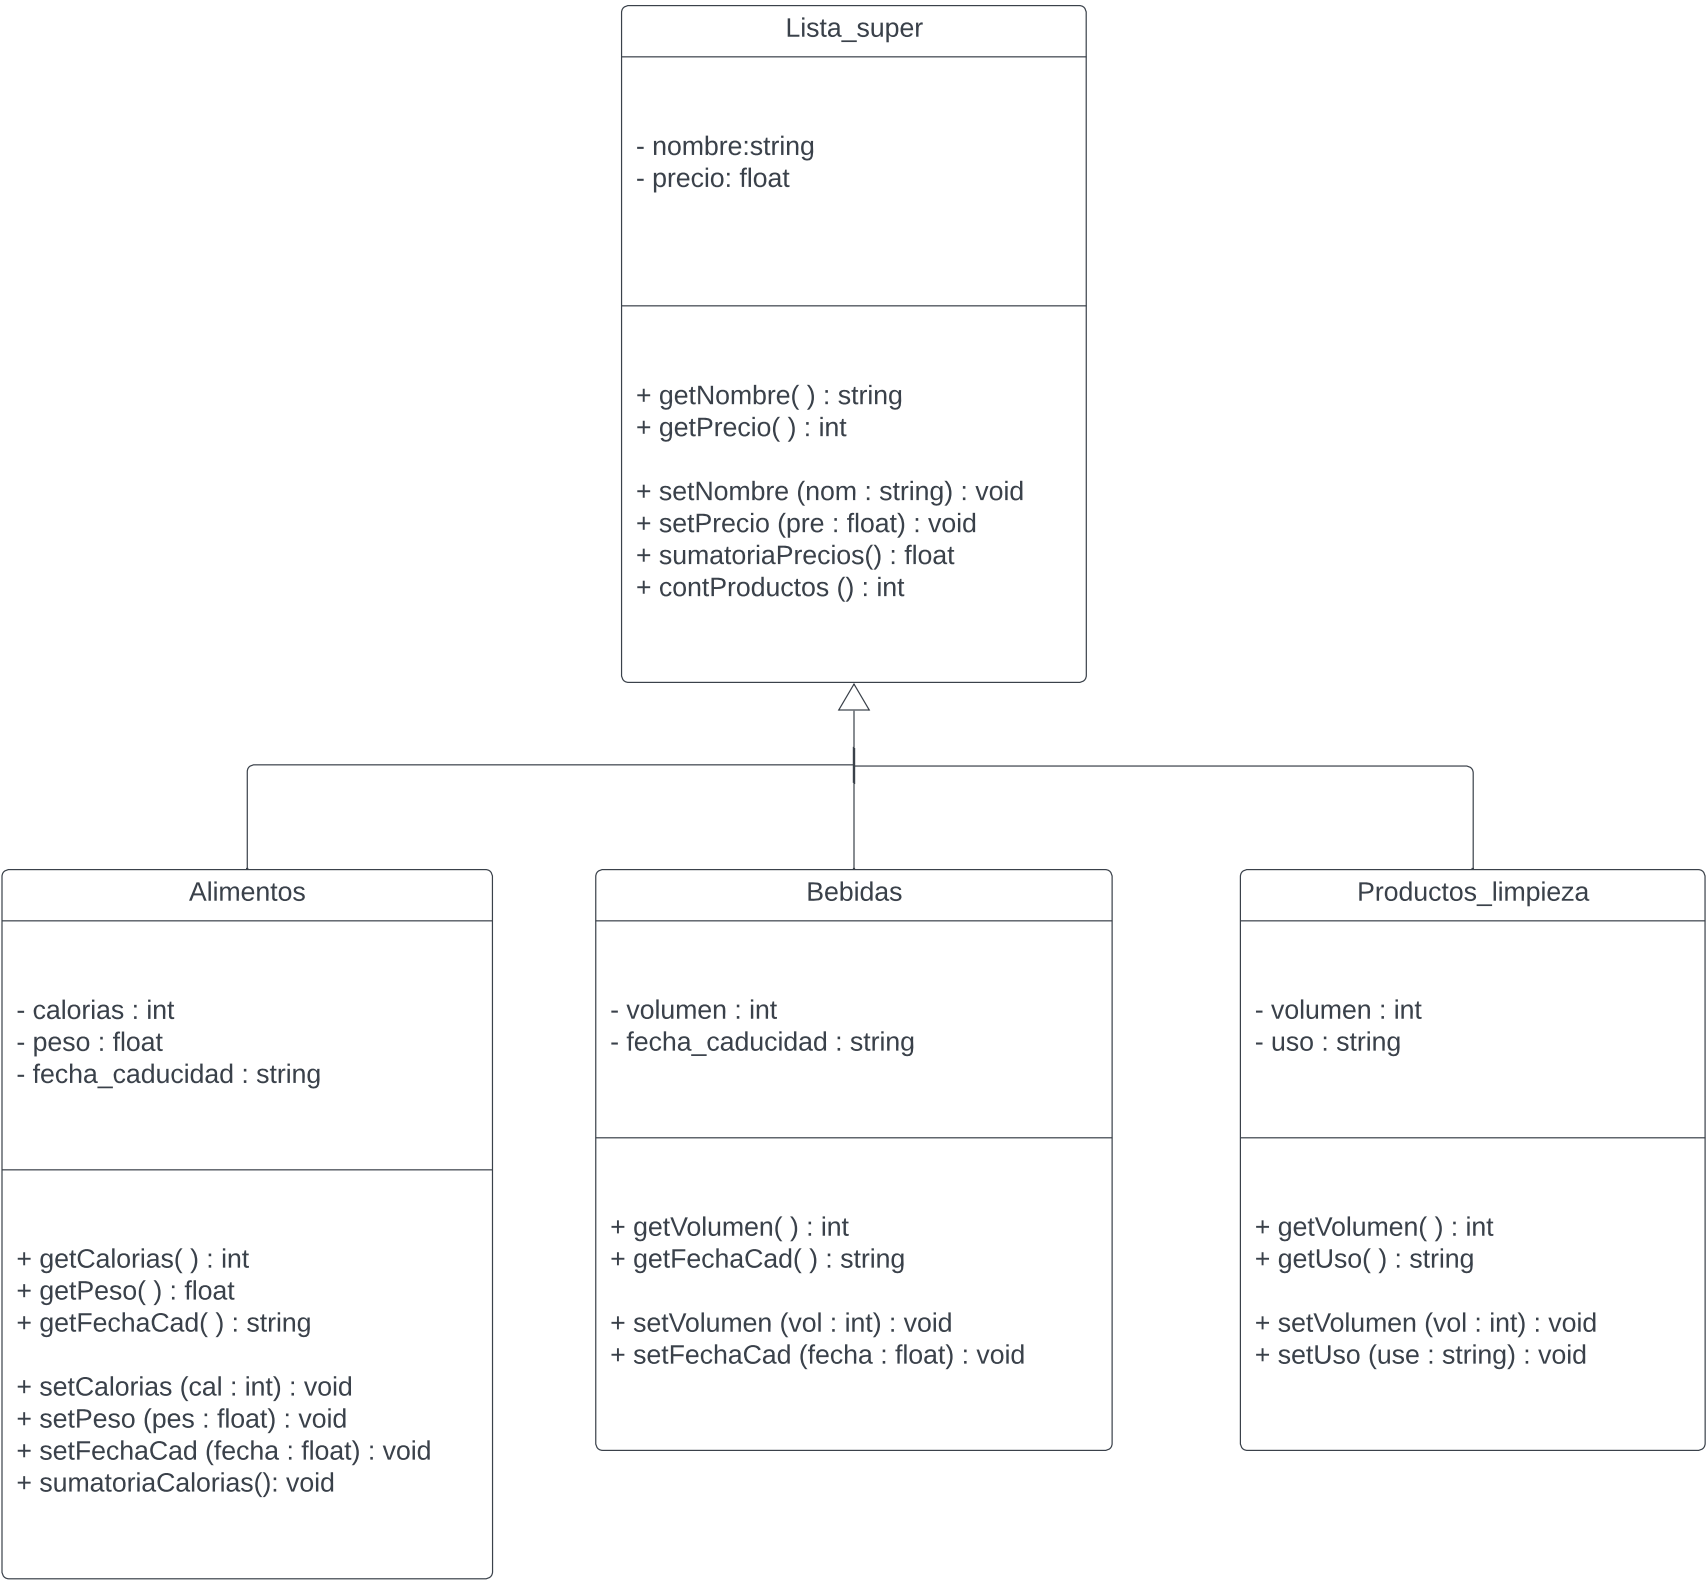 Lista_super
- nombre:string
- precio: float
+ getNombre( ) : string
+ getPrecio( ) : int
+ setNombre (nom : string) : void
+ setPrecio (pre : float) : void
+ sumatoriaPrecios() : float
+ contProductos () : int
Alimentos
- calorias : int
- peso : float
- fecha_caducidad : string
+ getCalorias( ) : int
+ getPeso( ) : float
+ getFechaCad( ) : string
+ setCalorias (cal : int) : void
+ setPeso (pes : float) : void
+ setFechaCad (fecha : float) : void
+ sumatoriaCalorias(): void
Bebidas
- volumen : int
- fecha_caducidad : string
+ getVolumen( ) : int
+ getFechaCad( ) : string
+ setVolumen (vol : int) : void
+ setFechaCad (fecha : float) : void
Productos_limpieza
- volumen : int
- uso : string
+ getVolumen( ) : int
+ getUso( ) : string
+ setVolumen (vol : int) : void
+ setUso (use : string) : void